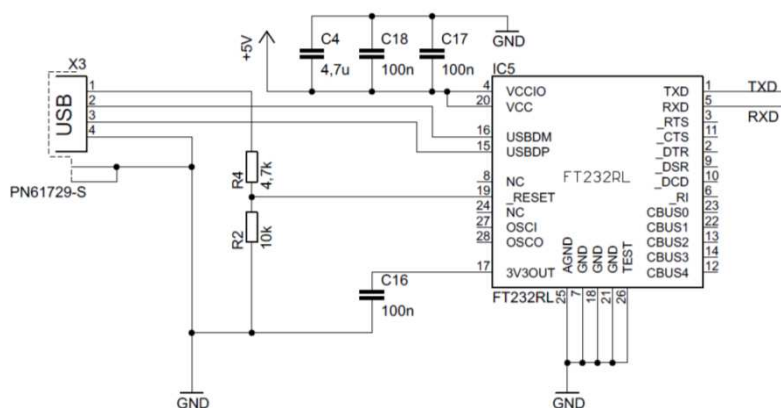 +5V
C4
4,7u
C18
100n
C17
100n
GND
X3
USB
1
2
3
4
PN61729-S
R4
4,7k
R2
10k
C16
100n
GND
IC5
4 VCCIO
20 VCC
16 USBDM
15 USBDP
8 NC
19 _RESET
24 NC
27 OSCI
28 OSCO
17 3V3OUT
FT232RL
TXD 1 TXD
RXD 5 RXD
_RTS 3
_CTS 11
_DTR 2
_DSR 9
_DCD 10
_RI 6
CBUS0 23
CBUS1 22
CBUS2 13
CBUS3 14
CBUS4 12
AGND 25
GND 7
GND 18
GND 21
TEST 26
FT232RL
GND